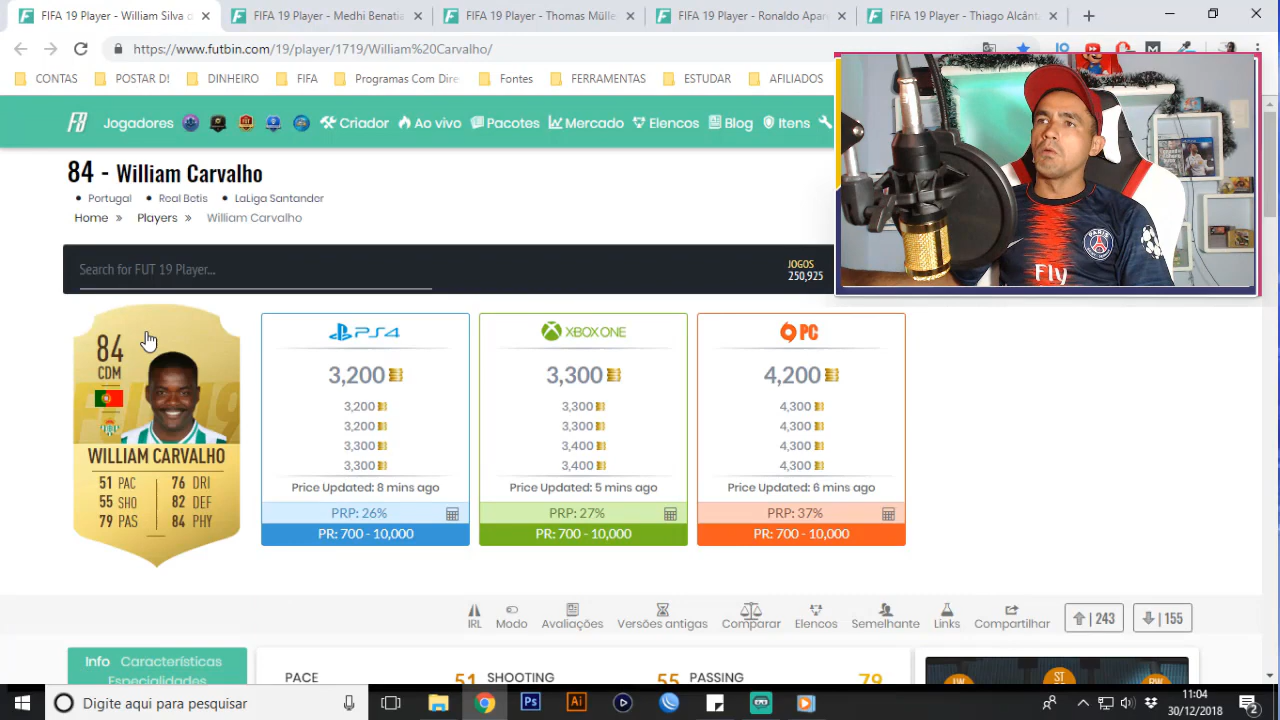 FIFA 19 Player - William Silva d
FIFA 19 Player - Medhi Benatia
FIFA 19 Player - Thomas Mülle
FIFA 19 Player - Ronaldo Apar
FIFA 19 Player - Thiago Alcânt
https://www.futbin.com/19/player/1719/William%20Carvalho/
CONTAS
POSTAR D!
DINHEIRO
FIFA
Programas Com Dire
Fontes
FERRAMENTAS
ESTUDAR
AFILIADOS
Jogadores
Criador
Ao vivo
Pacotes
Mercado
Elencos
Blog
Itens
84 - William Carvalho
Portugal
Real Betis
LaLiga Santander
Home » Players » William Carvalho
Search for FUT 19 Player...
JOGOS
250,925
84
CDM
WILLIAM CARVALHO
51 PAC 76 DRI
55 SHO 82 DEF
79 PAS 84 PHY
PS4
3,200
3,200
3,200
3,300
3,300
Price Updated: 8 mins ago
PRP: 26%
PR: 700 - 10,000
XBOX ONE
3,300
3,300
3,300
3,400
3,400
Price Updated: 5 mins ago
PRP: 27%
PR: 700 - 10,000
PC
4,200
4,300
4,300
4,300
4,300
Price Updated: 6 mins ago
PRP: 37%
PR: 700 - 10,000
PARIS
Fly
IRL
Modo
Avaliações
Versões antigas
Comparar
Elencos
Semelhante
Links
Compartilhar
| 243
| 155
Info Características
Especialidades
PACE 51
SHOOTING 55
PASSING 79
LW
ST
RW
Digite aqui para pesquisar
11:04
30/12/2018
2